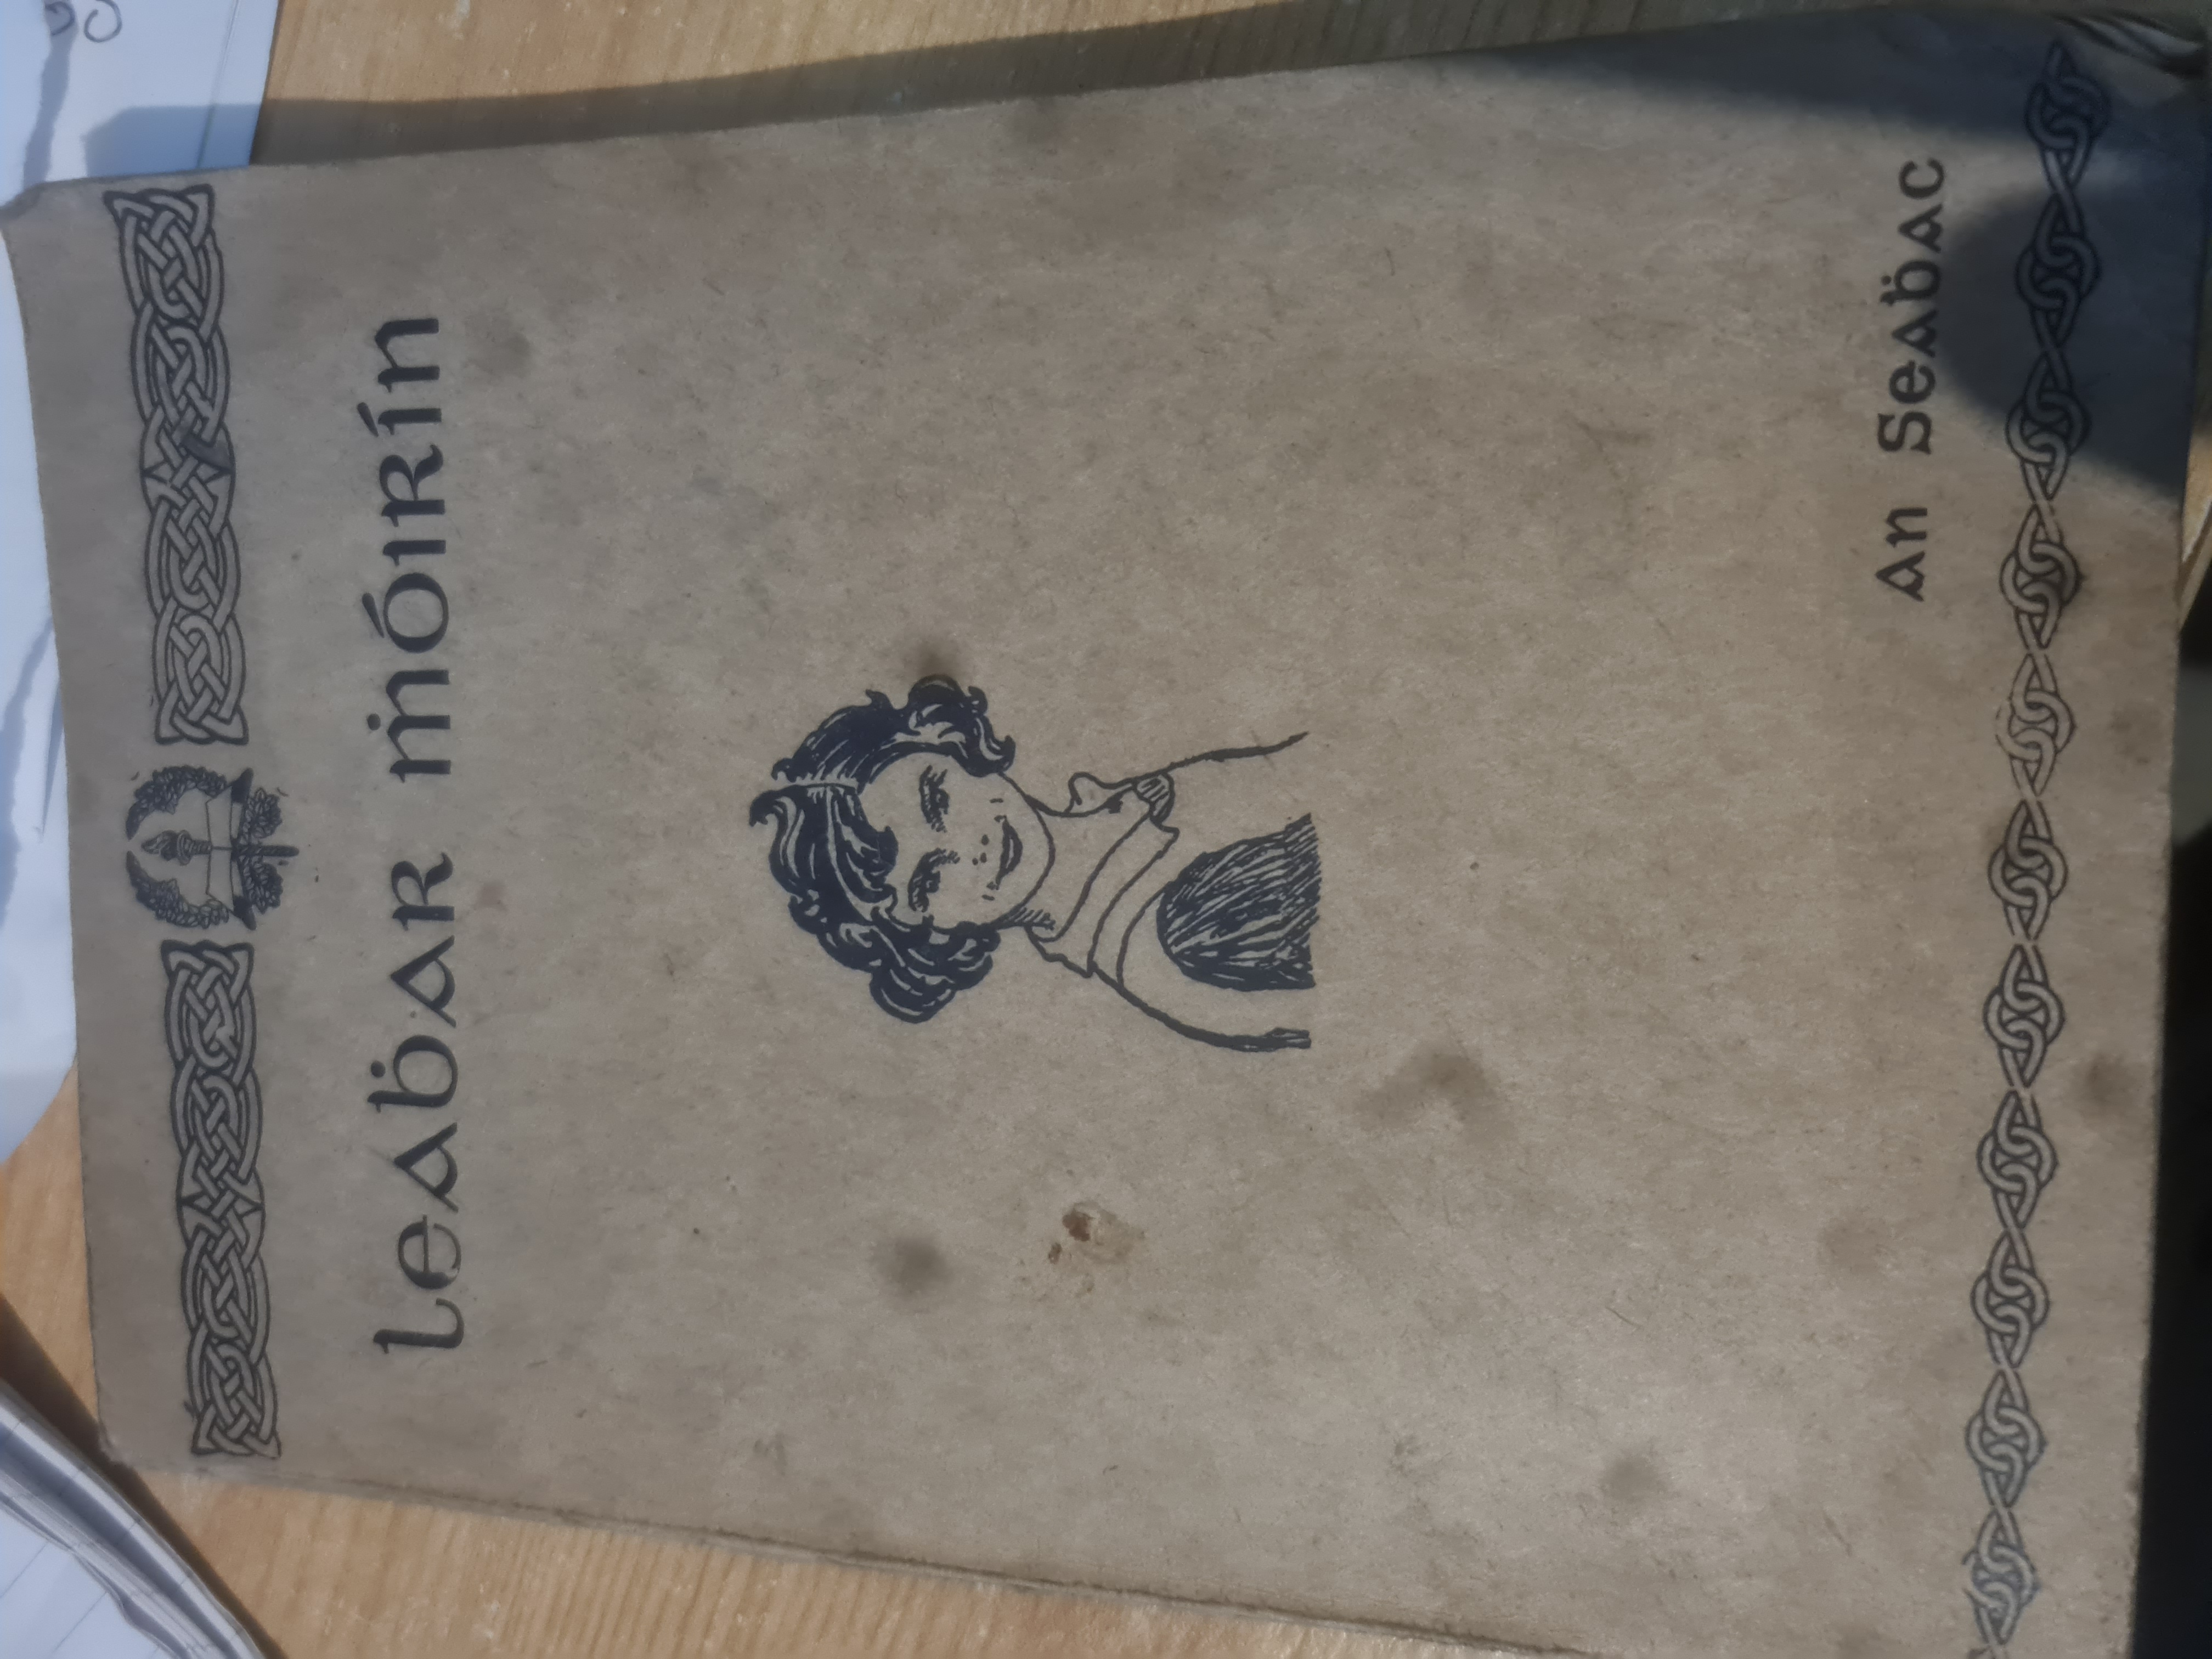 Leaḃar ṁóirín
An Seaḃac